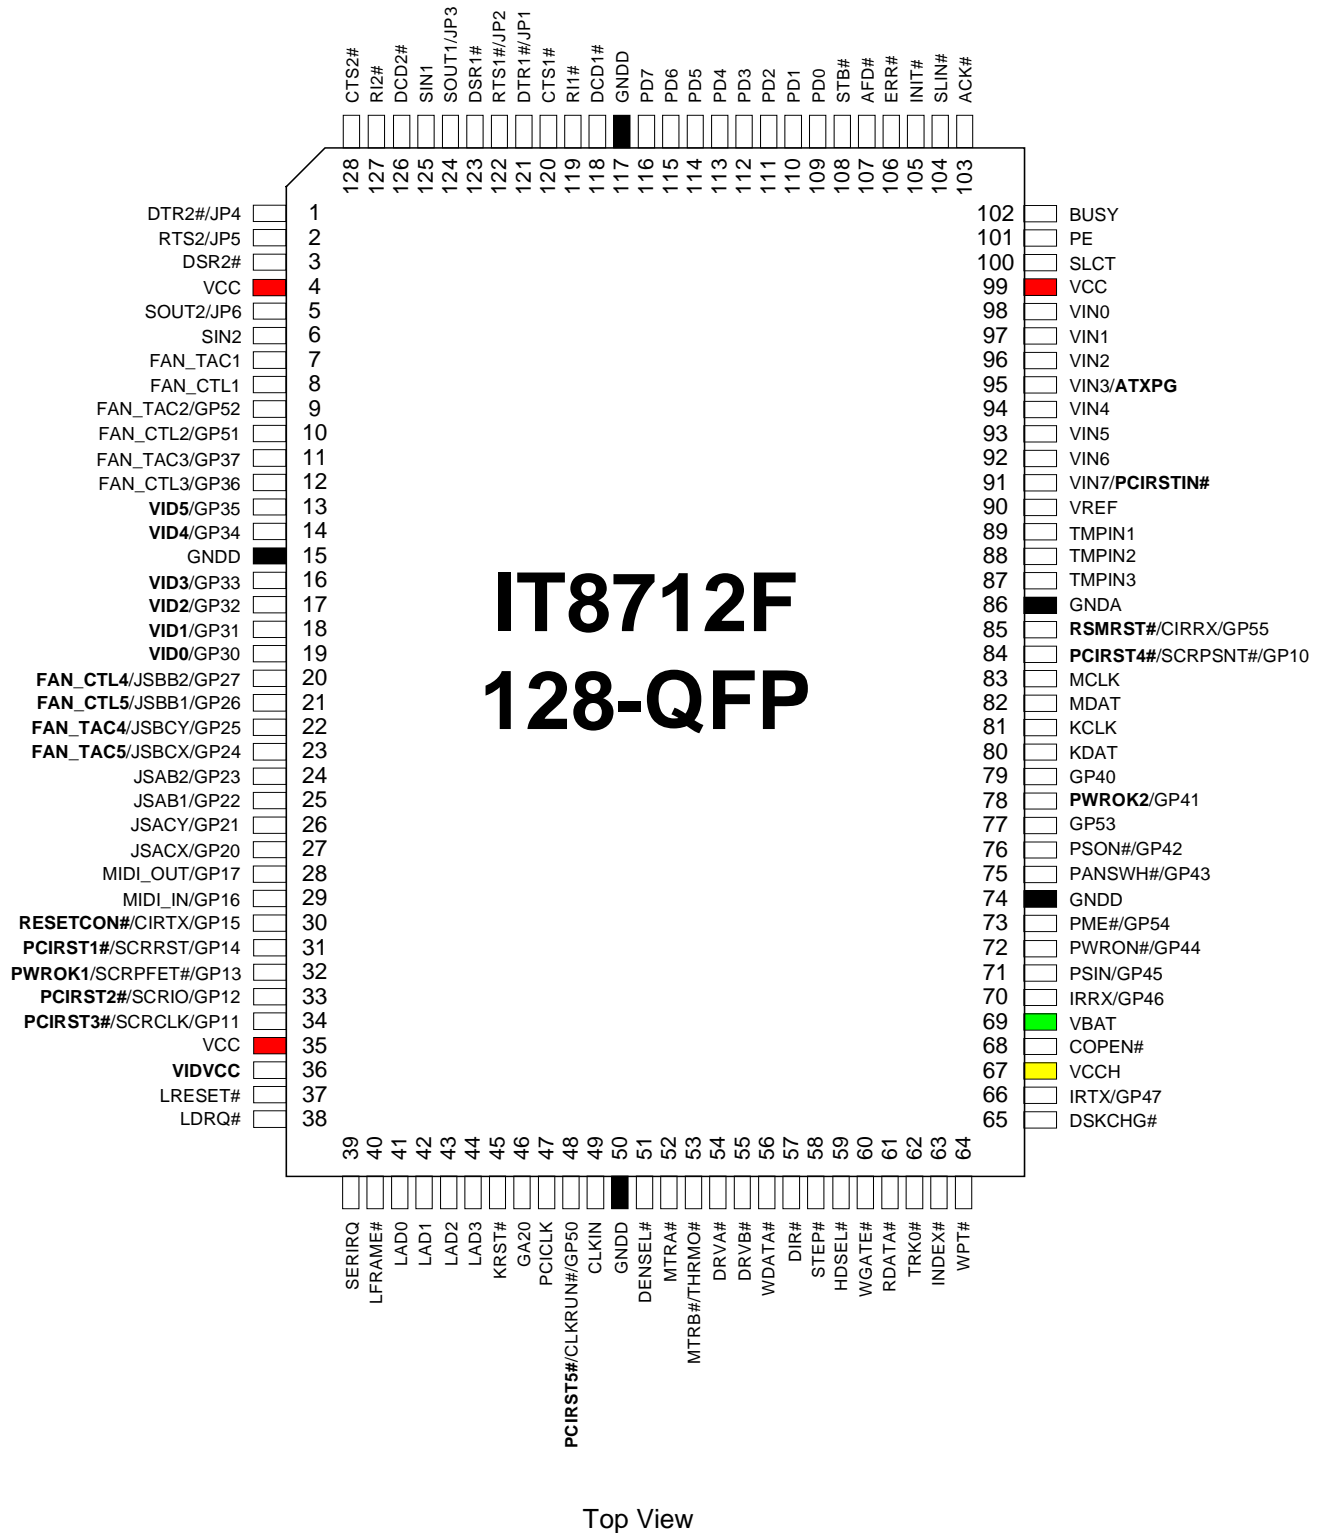 CTS2#
RI2#
DCD2#
SIN1
SOUT1/JP3
DSR1#
RTS1#/JP2
DTR1#/JP1
CTS1#
RI1#
DCD1#
GNDD
PD7
PD6
PD5
PD4
PD3
PD2
PD1
PD0
STB#
AFD#
ERR#
INIT#
SLIN#
ACK#
128
127
126
125
124
123
122
121
120
119
118
117
116
115
114
113
112
111
110
109
108
107
106
105
104
103
DTR2#/JP4 1
RTS2/JP5 2
DSR2# 3
VCC 4
SOUT2/JP6 5
SIN2 6
FAN_TAC1 7
FAN_CTL1 8
FAN_TAC2/GP52 9
FAN_CTL2/GP51 10
FAN_TAC3/GP37 11
FAN_CTL3/GP36 12
VID5/GP35 13
VID4/GP34 14
GNDD 15
VID3/GP33 16
VID2/GP32 17
VID1/GP31 18
VID0/GP30 19
FAN_CTL4/JSBB2/GP27 20
FAN_CTL5/JSBB1/GP26 21
FAN_TAC4/JSBCY/GP25 22
FAN_TAC5/JSBCX/GP24 23
JSAB2/GP23 24
JSAB1/GP22 25
JSACY/GP21 26
JSACX/GP20 27
MIDI_OUT/GP17 28
MIDI_IN/GP16 29
RESETCON#/CIRTX/GP15 30
PCIRST1#/SCRRST/GP14 31
PWROK1/SCRPFET#/GP13 32
PCIRST2#/SCRIO/GP12 33
PCIRST3#/SCRCLK/GP11 34
VCC 35
VIDVCC 36
LRESET# 37
LDRQ# 38
IT8712F
128-QFP
102 BUSY
101 PE
100 SLCT
99 VCC
98 VIN0
97 VIN1
96 VIN2
95 VIN3/ATXPG
94 VIN4
93 VIN5
92 VIN6
91 VIN7/PCIRSTIN#
90 VREF
89 TMPIN1
88 TMPIN2
87 TMPIN3
86 GNDA
85 RSMRST#/CIRRX/GP55
84 PCIRST4#/SCRPSNT#/GP10
83 MCLK
82 MDAT
81 KCLK
80 KDAT
79 GP40
78 PWROK2/GP41
77 GP53
76 PSON#/GP42
75 PANSWH#/GP43
74 GNDD
73 PME#/GP54
72 PWRON#/GP44
71 PSIN/GP45
70 IRRX/GP46
69 VBAT
68 COPEN#
67 VCCH
66 IRTX/GP47
65 DSKCHG#
39
40
41
42
43
44
45
46
47
48
49
50
51
52
53
54
55
56
57
58
59
60
61
62
63
64
SERIRQ
LFRAME#
LAD0
LAD1
LAD2
LAD3
KRST#
GA20
PCICLK
PCIRST5#/CLKRUN#/GP50
CLKIN
GNDD
DENSEL#
MTRA#
MTRB#/THRMO#
DRVA#
DRVB#
WDATA#
DIR#
STEP#
HDSEL#
WGATE#
RDATA#
TRK0#
INDEX#
WPT#
Top View